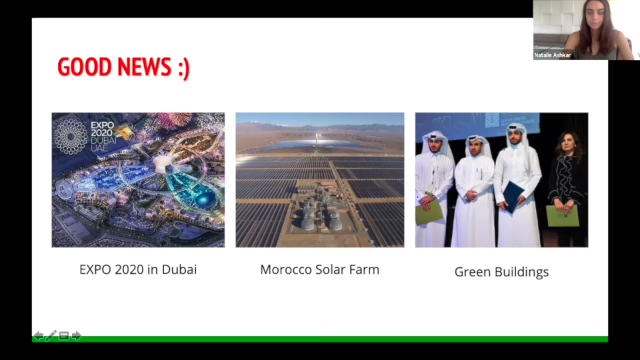 GOOD NEWS :)
Natalie Ashkar
EXPO
2020
DUBAI
UAE
EXPO 2020 in Dubai
Morocco Solar Farm
Green Buildings